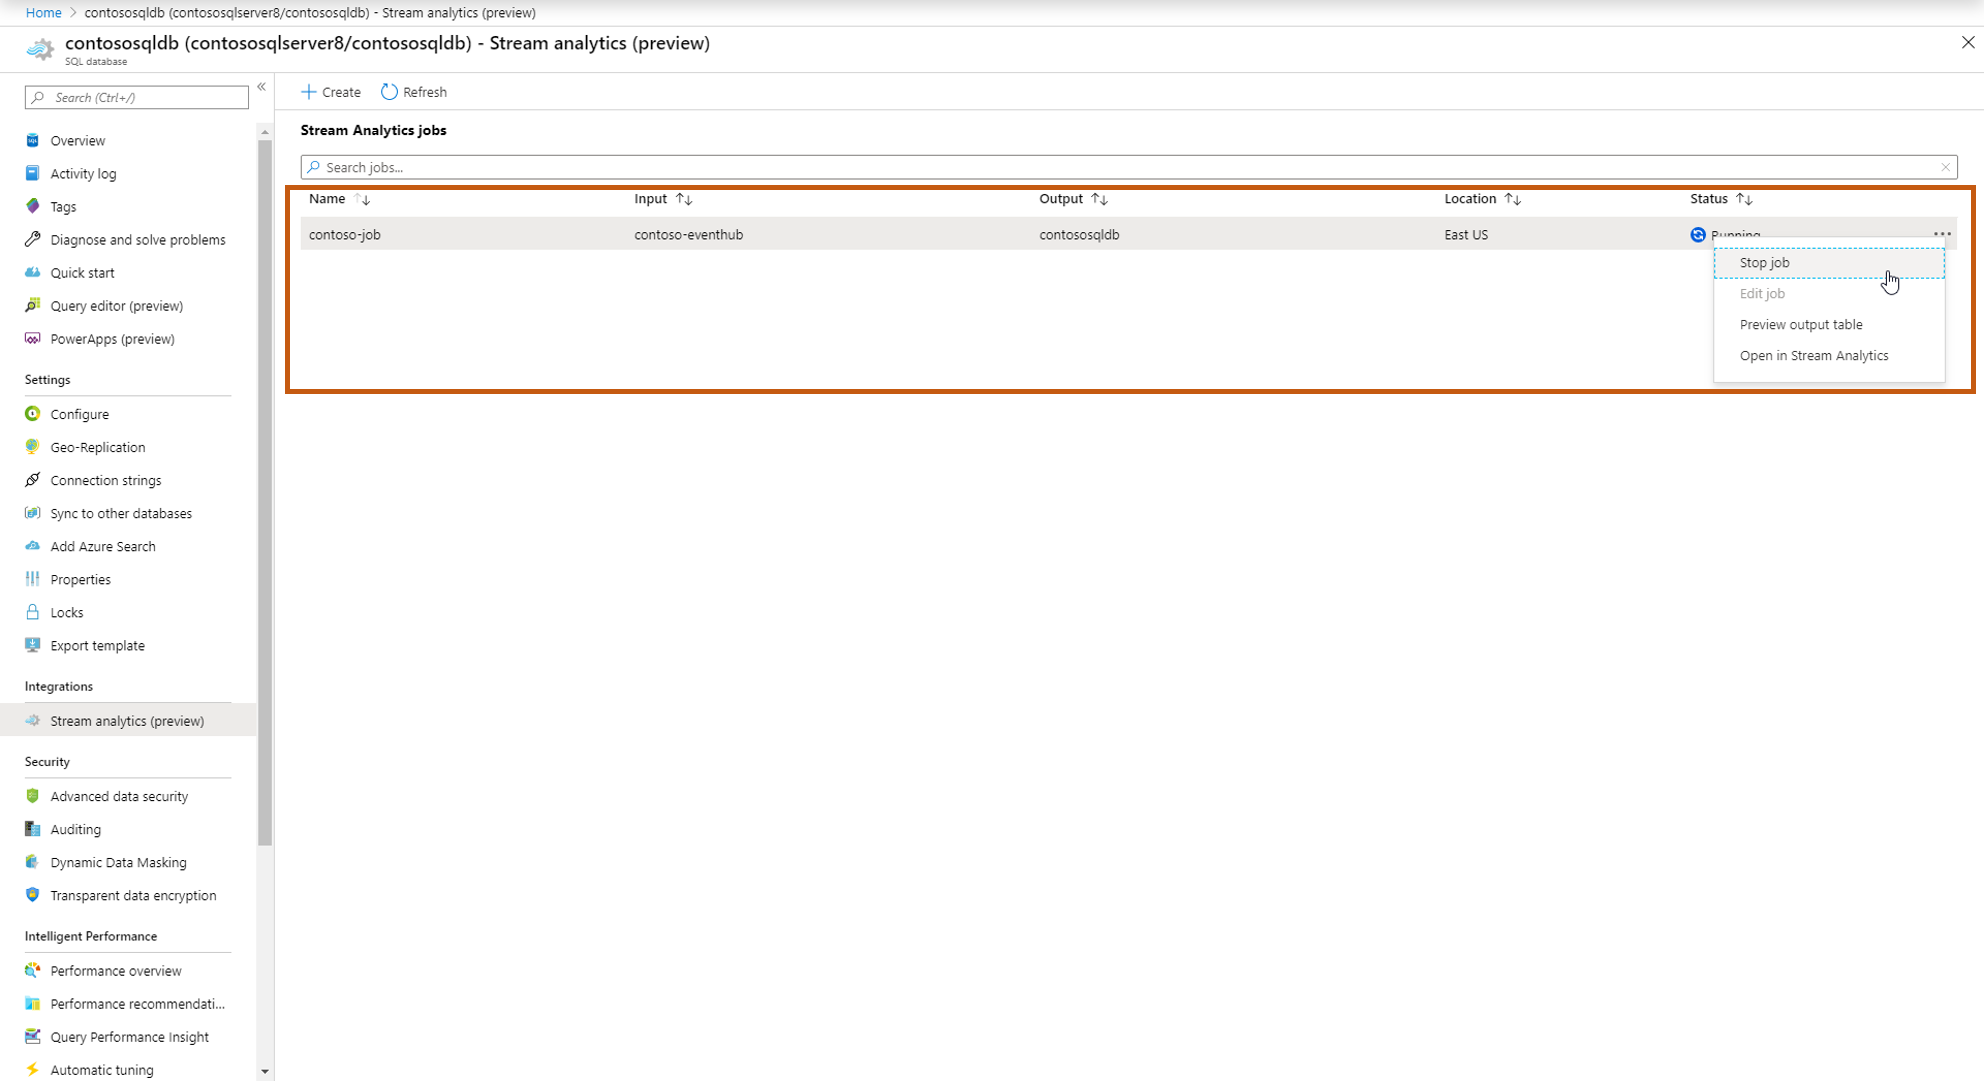 Home > contososqldb (contososqlserver8/contososqldb) - Stream analytics (preview)
contososqldb (contososqlserver8/contososqldb) - Stream analytics (preview)
SQL database
Search (Ctrl+/)
Overview
Activity log
Tags
Diagnose and solve problems
Quick start
Query editor (preview)
PowerApps (preview)
Settings
Configure
Geo-Replication
Connection strings
Sync to other databases
Add Azure Search
Properties
Locks
Export template
Integrations
Stream analytics (preview)
Security
Advanced data security
Auditing
Dynamic Data Masking
Transparent data encryption
Intelligent Performance
Performance overview
Performance recommendati...
Query Performance Insight
Automatic tuning
Create Refresh
Stream Analytics jobs
Search jobs...
Name Input Output Location Status
contoso-job contoso-eventhub contososqldb East US Running
Stop job
Edit job
Preview output table
Open in Stream Analytics